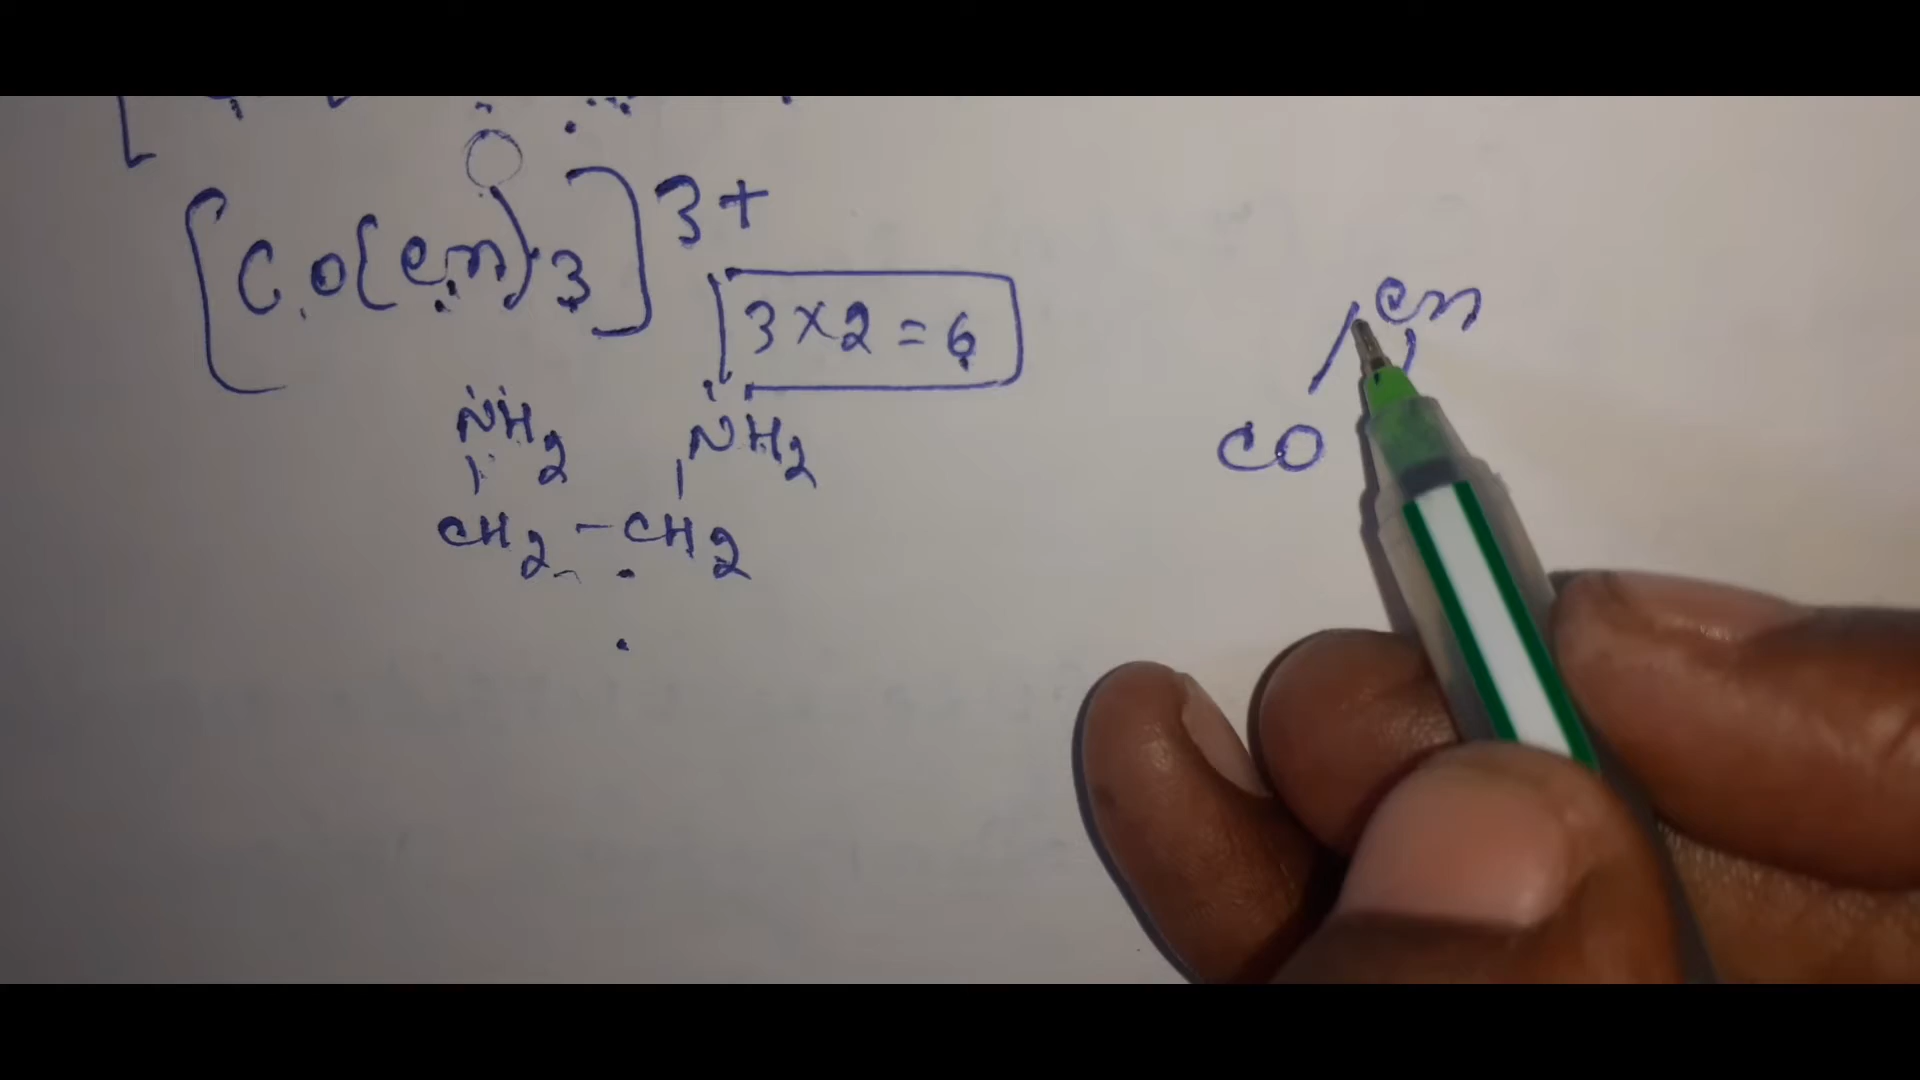 [Co(en)3]3+
3×2=6
NH2 NH2
CH2-CH2
en
CO